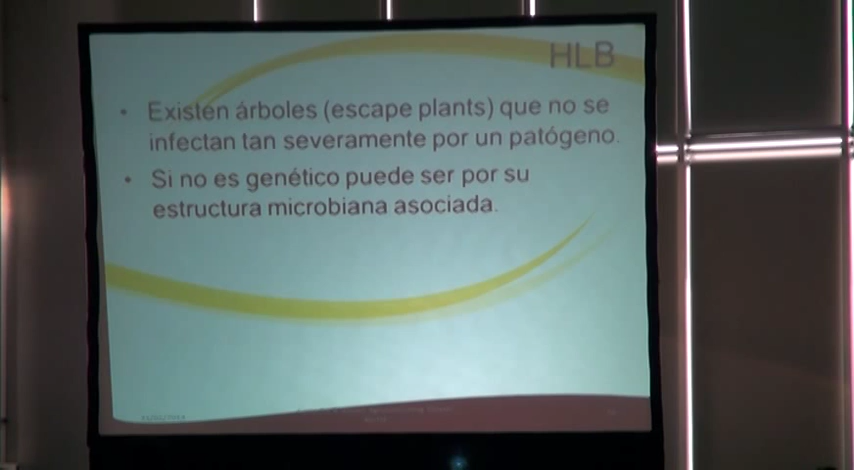 HLB
• Existen árboles (escape plants) que no se
infectan tan severamente por un patógeno.
• Si no es genético puede ser por su
estructura microbiana asociada.